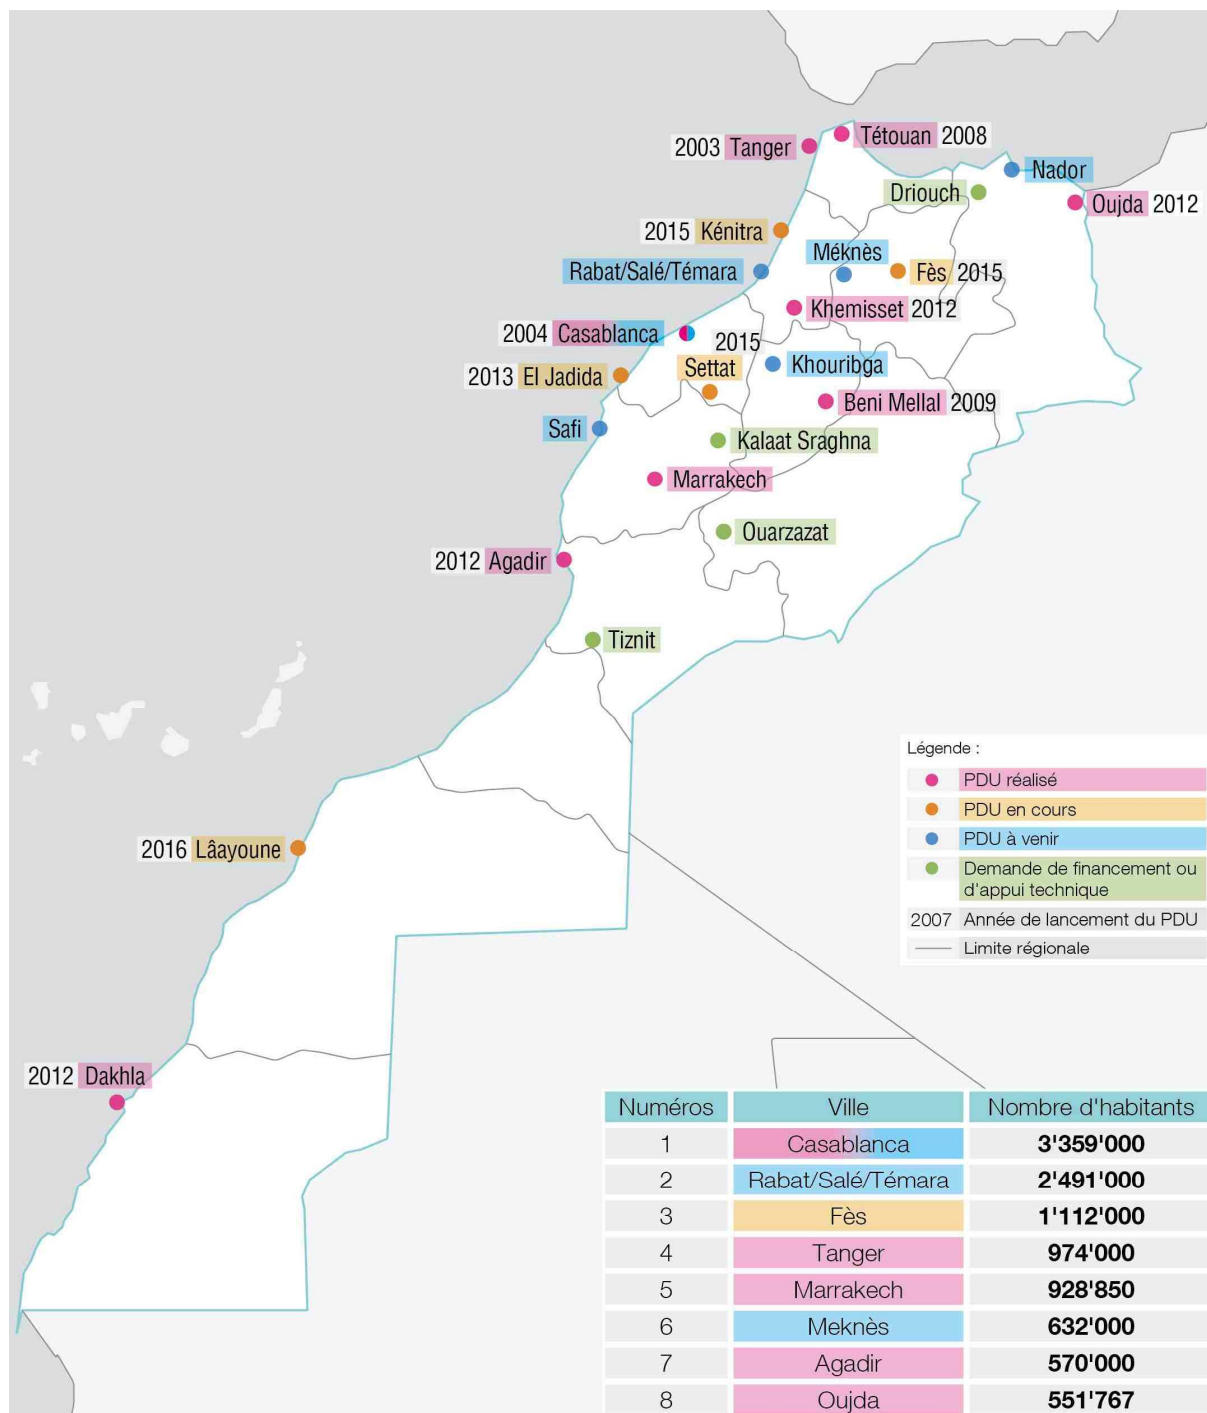 Tétouan 2008
2003 Tanger
Nador
Driouch
Oujda 2012
2015 Kénitra
Méknès
Rabat/Salé/Témara
Fès 2015
Khemisset 2012
2004 Casablanca
2015
Settat
Khouribga
2013 El Jadida
Beni Mellal 2009
Safi
Kalaat Sraghna
Marrakech
Ouarzazat
2012 Agadir
Tiznit
Légende :
PDU réalisé
PDU en cours
PDU à venir
Demande de financement ou
d'appui technique
2007 Année de lancement du PDU
Limite régionale
2016 Lâayoune
2012 Dakhla
Numéros Ville Nombre d'habitants
1 Casablanca 3'359'000
2 Rabat/Salé/Témara 2'491'000
3 Fès 1'112'000
4 Tanger 974'000
5 Marrakech 928'850
6 Meknès 632'000
7 Agadir 570'000
8 Oujda 551'767